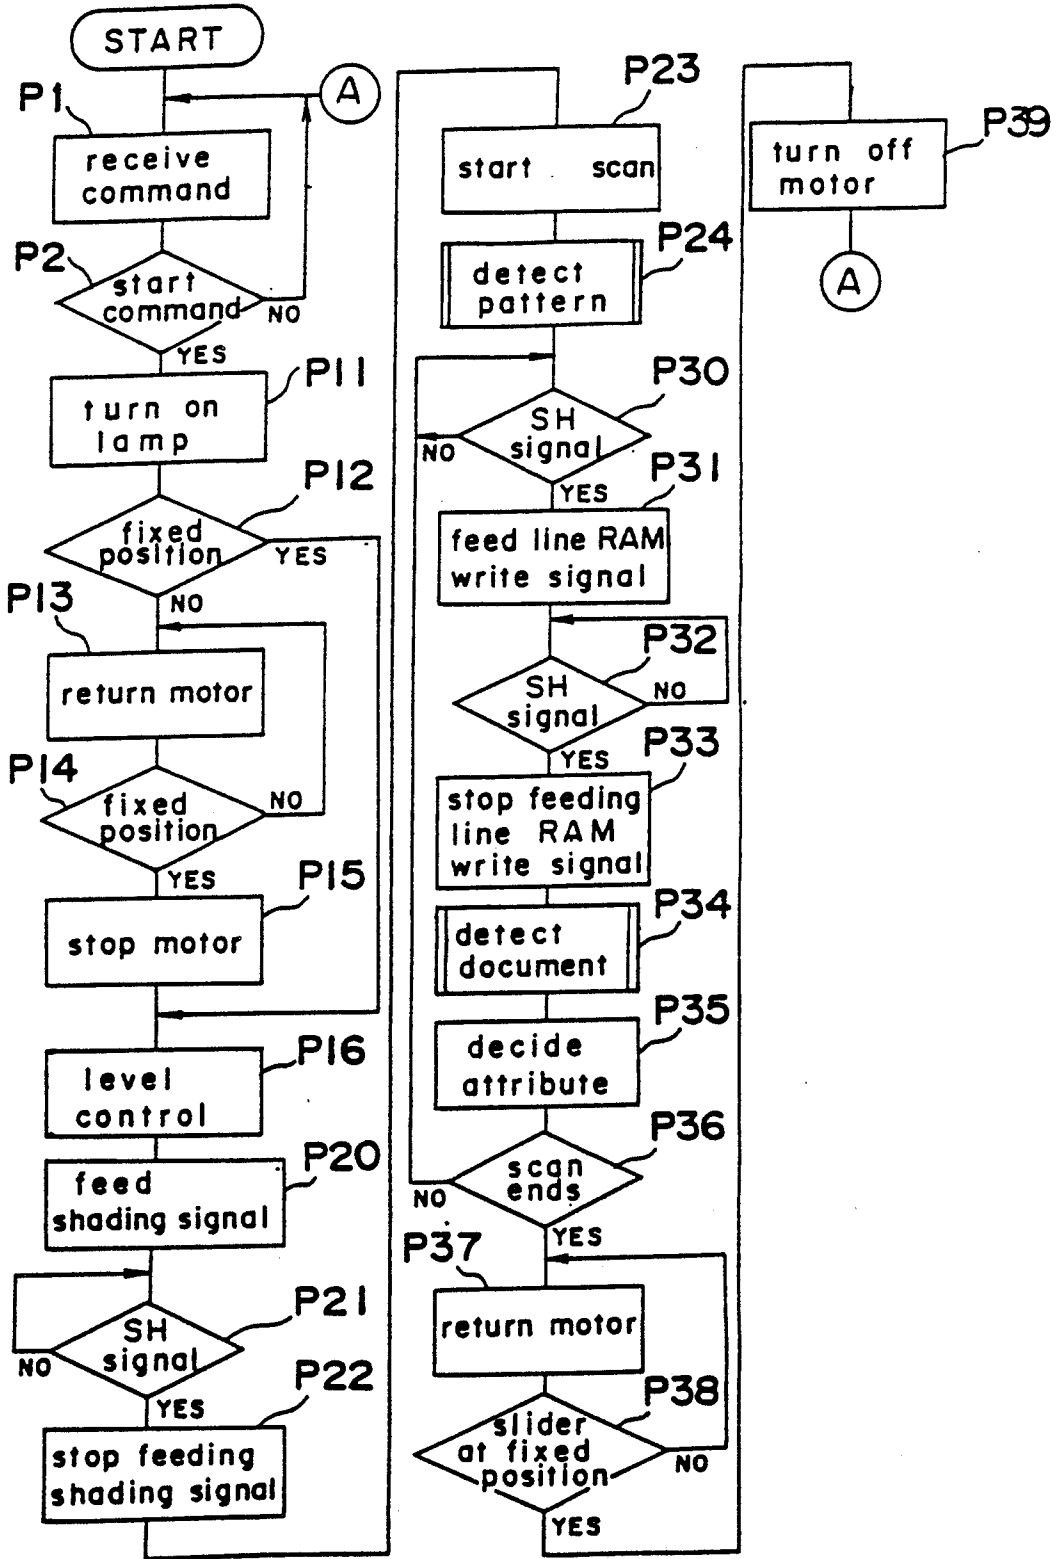 START
A
P1
receive
command
P2
start
command
NO
YES
P11
turn on
lamp
P12
fixed
position
YES
NO
P13
return motor
P14
fixed
position
NO
YES
P15
stop motor
P16
level
control
P20
feed
shading signal
P21
SH
signal
NO
YES
P22
stop feeding
shading signal
P23
start scan
P24
detect
pattern
P30
SH
signal
NO
YES
P31
feed line RAM
write signal
P32
SH
signal
NO
YES
P33
stop feeding
line RAM
write signal
P34
detect
document
P35
decide
attribute
P36
scan
ends
NO
YES
P37
return motor
P38
slider
at fixed
position
NO
YES
P39
turn off
motor
A